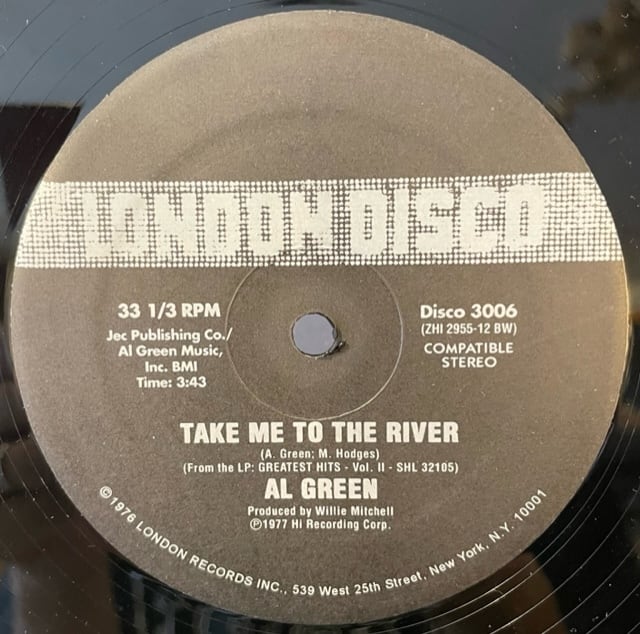 LONDON DISCO
33 1/3 RPM
Jec Publishing Co./
Al Green Music,
Inc. BMI
Time: 3:43
Disco 3006
(ZHI 2955-12 BW)
COMPATIBLE
STEREO
TAKE ME TO THE RIVER
(A. Green; M. Hodges)
(From the LP: GREATEST HITS - Vol. II - SHL 32105)
AL GREEN
Produced by Willie Mitchell
℗1977 Hi Recording Corp.
©1976 LONDON RECORDS INC., 539 West 25th Street, New York, N.Y. 10001